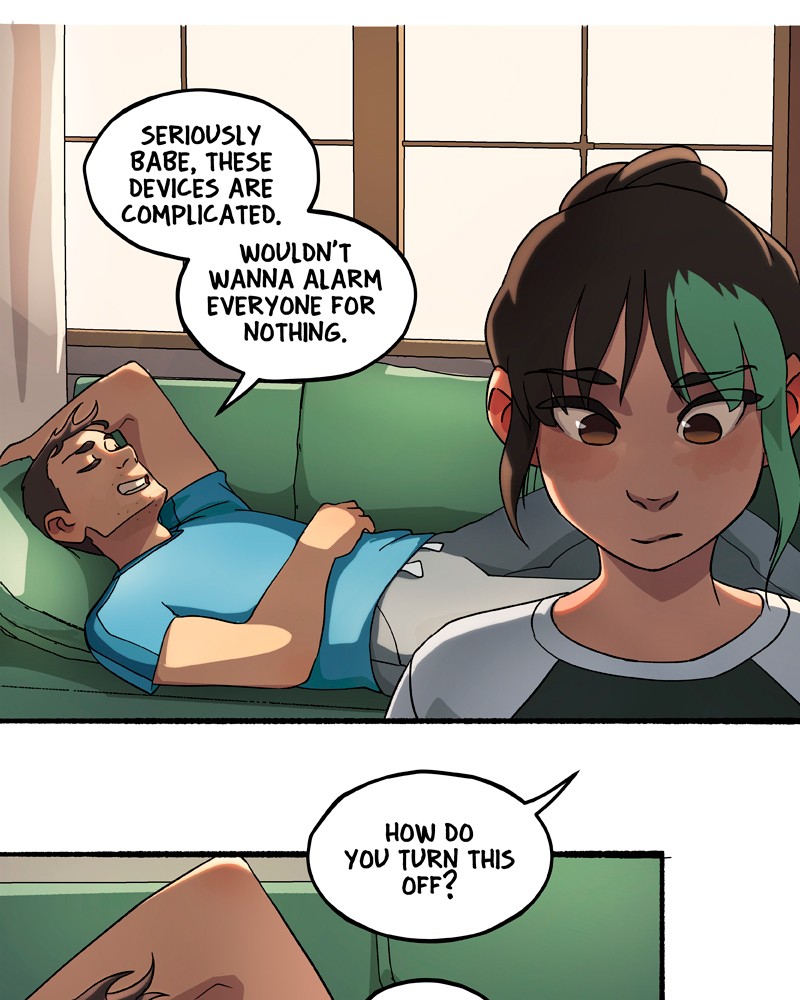 SERIOUSLY
BABE, THESE
DEVICES ARE
COMPLICATED.
WOULDN'T
WANNA ALARM
EVERYONE FOR
NOTHING.
HOW DO
YOU TURN THIS
OFF?